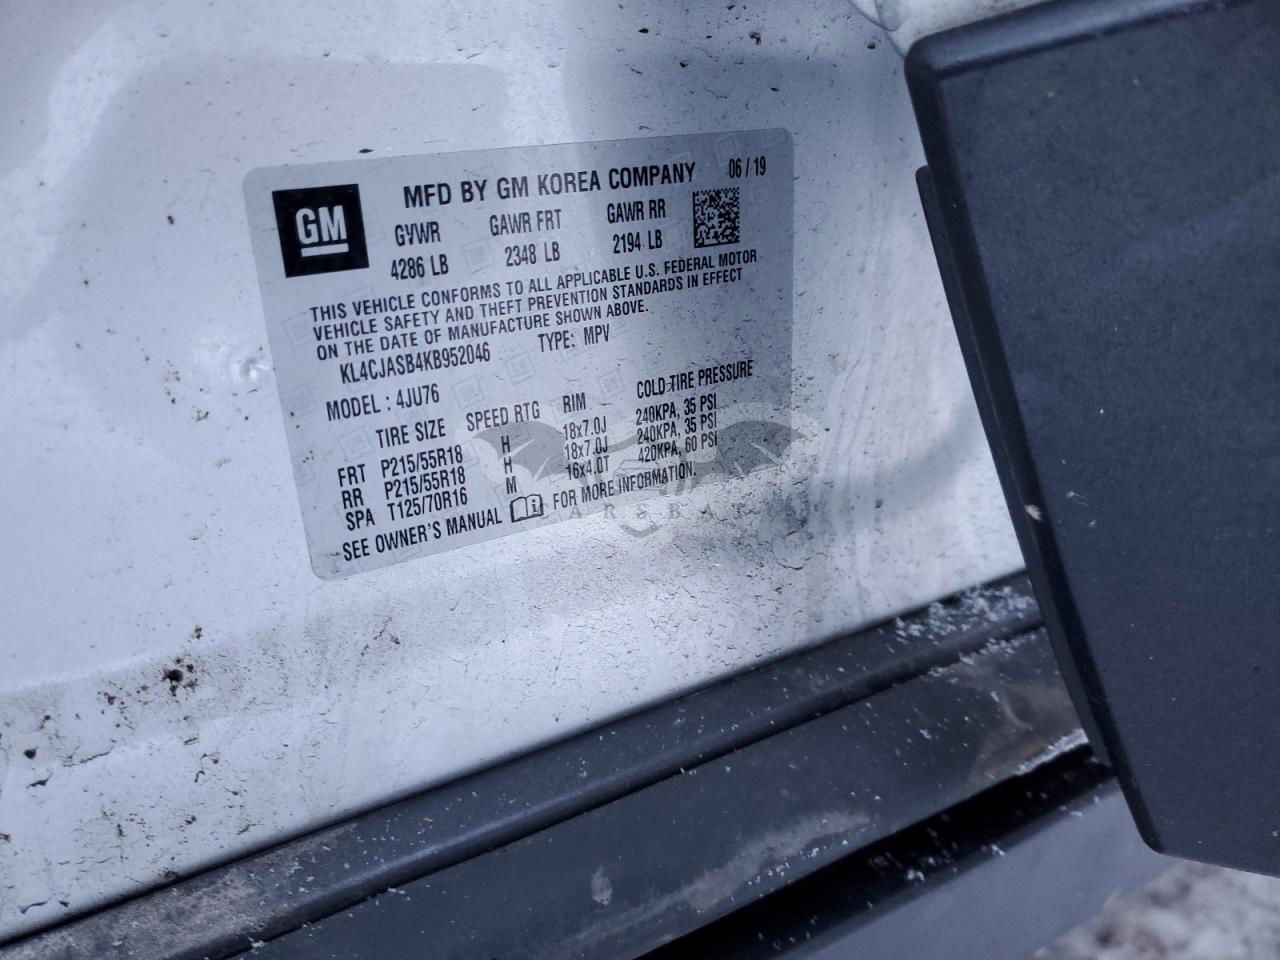 GM
MFD BY GM KOREA COMPANY 06/19
GVWR GAWR FRT GAWR RR
4286 LB 2348 LB 2194 LB
THIS VEHICLE CONFORMS TO ALL APPLICABLE U.S. FEDERAL MOTOR
VEHICLE SAFETY AND THEFT PREVENTION STANDARDS IN EFFECT
ON THE DATE OF MANUFACTURE SHOWN ABOVE.
KL4CJASB4KB952046 TYPE: MPV
MODEL : 4JU76
TIRE SIZE SPEED RTG RIM COLD TIRE PRESSURE
FRT P215/55R18 H 18x7.0J 240KPA, 35 PSI
RR P215/55R18 H 18x7.0J 240KPA, 35 PSI
SPA T125/70R16 M 16x4.0T 420KPA, 60 PSI
SEE OWNER'S MANUAL FOR MORE INFORMATION.